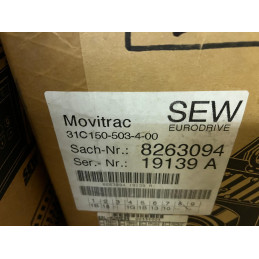 Movitrac
SEW
31C150-503-4-00
EURODRIVE
Sach-Nr.: 8263094
Ser.- Nr.: 19139 A